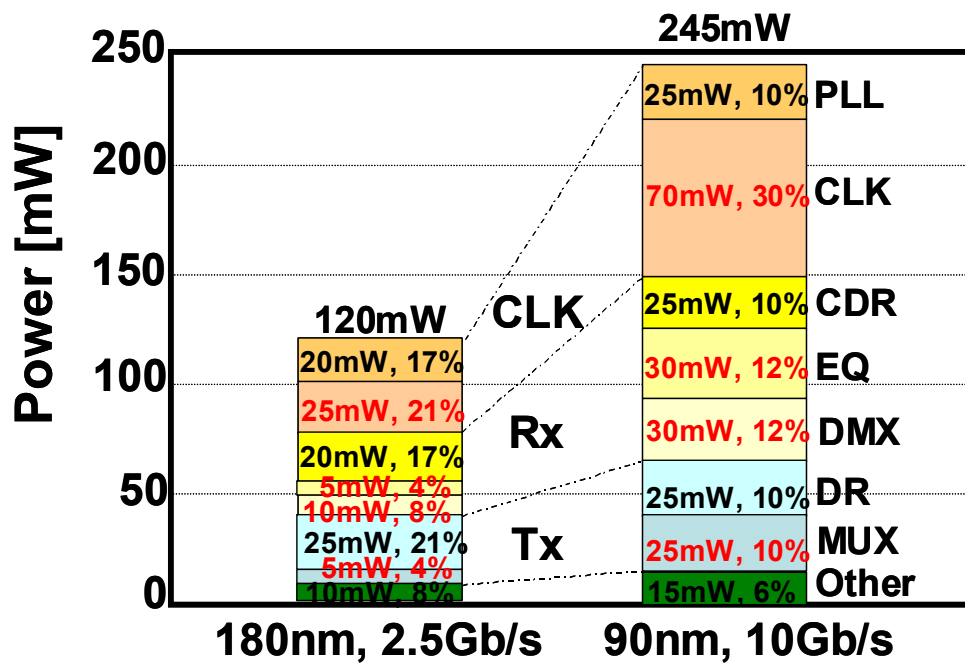 245mW
250
25mW, 10% PLL
200
70mW, 30% CLK
Power [mW]
150
25mW, 10% CDR
120mW
CLK
20mW, 17%
30mW, 12% EQ
100
25mW, 21%
Rx
30mW, 12% DMX
20mW, 17%
5mW, 4%
50
25mW, 10% DR
10mW, 8%
25mW, 21%
Tx
25mW, 10% MUX
5mW, 4%
10mW, 8%
15mW, 6% Other
0
180nm, 2.5Gb/s
90nm, 10Gb/s